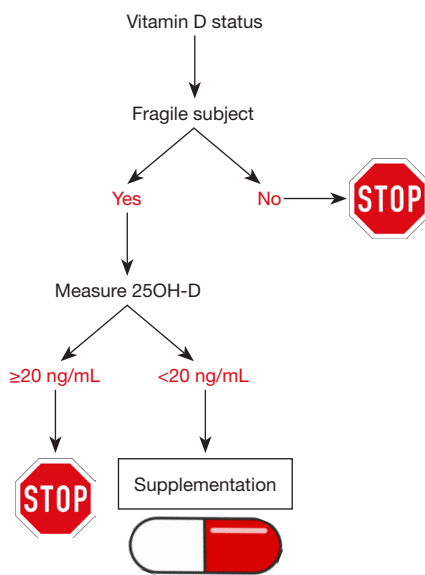 Vitamin D status
Fragile subject
Yes
No
STOP
Measure 25OH-D
≥20 ng/mL
<20 ng/mL
STOP
Supplementation